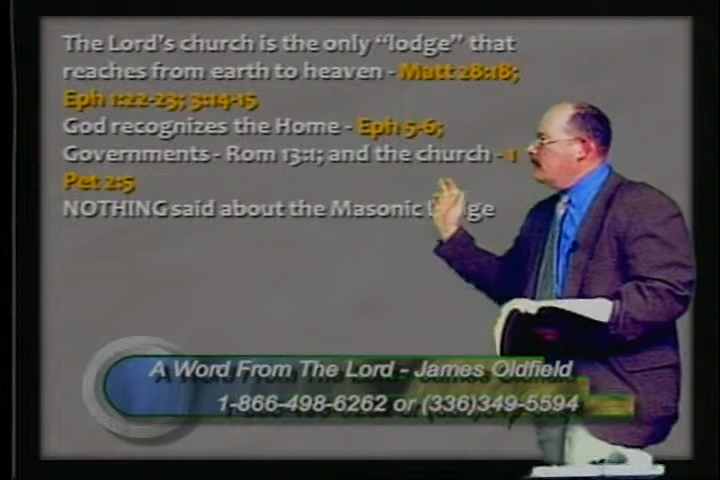 The Lord's church is the only "lodge" that
reaches from earth to heaven - Matt 28:18;
Eph 1:22-23; 3:14-15
God recognizes the Home - Eph 5-6;
Governments - Rom 13:1; and the church - 1
Pet 2:5
NOTHING said about the Masonic Lodge
A Word From The Lord - James Oldfield
1-866-498-6262 or (336)349-5594